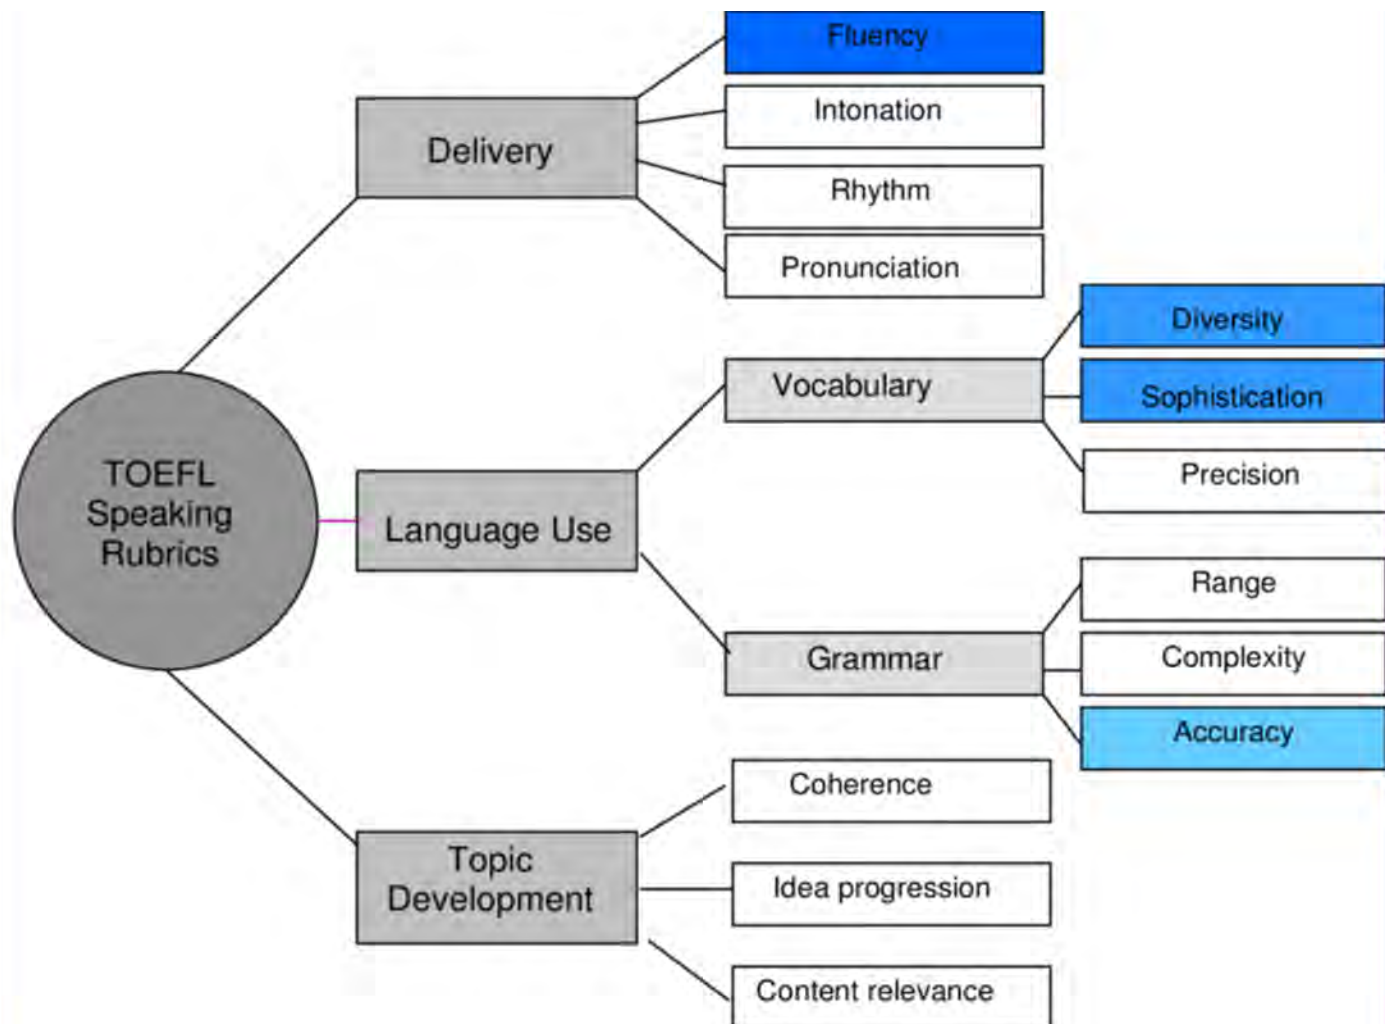 Fluency
Intonation
Delivery
Rhythm
Pronunciation
Diversity
Vocabulary
Sophistication
Precision
TOEFL
Speaking
Rubrics
Language Use
Range
Grammar
Complexity
Accuracy
Coherence
Topic
Development
Idea progression
Content relevance